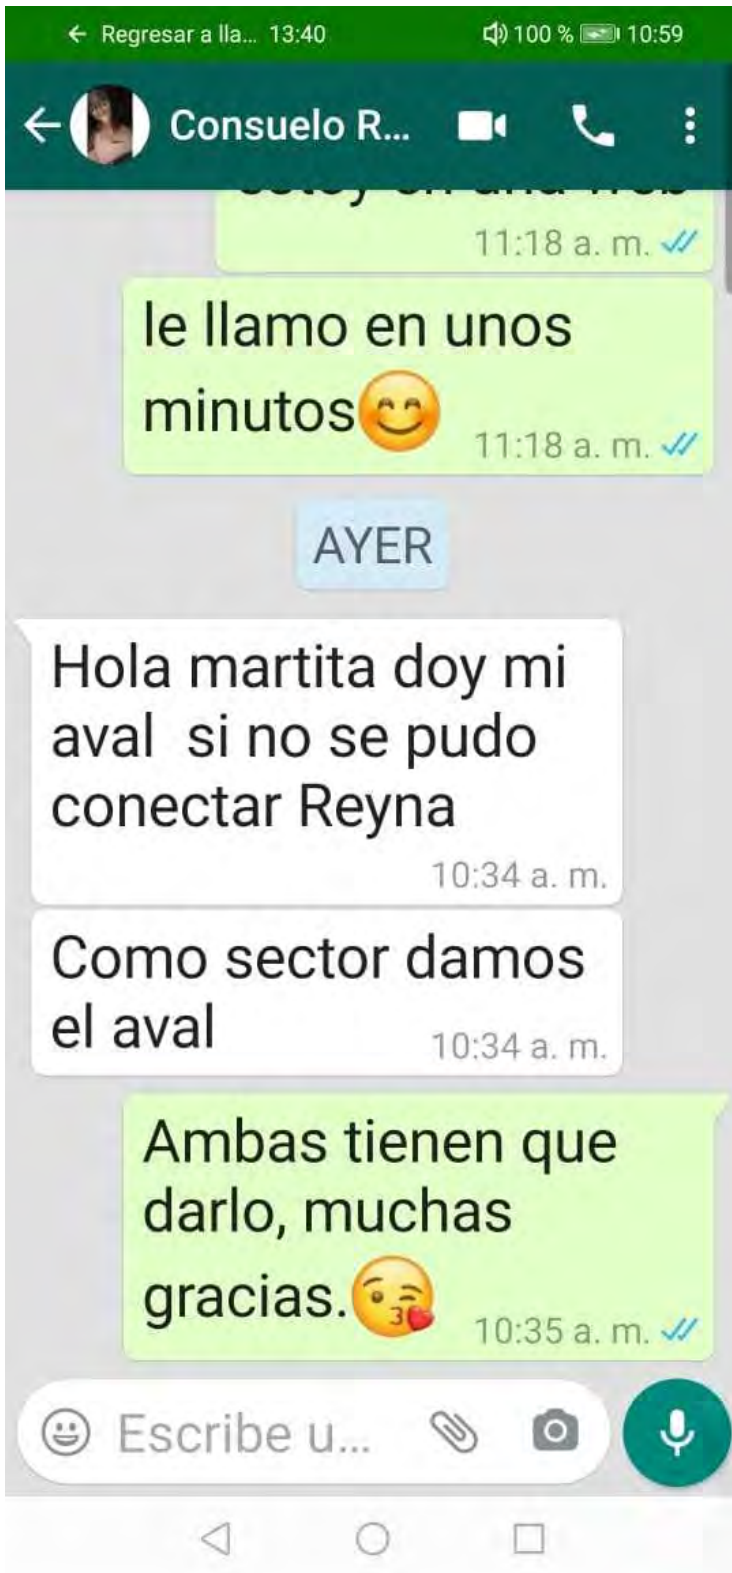 ← Regresar a lla... 13:40 100 % 10:59
Consuelo R...
11:18 a. m.
le llamo en unos
minutos😊
11:18 a. m.
AYER
Hola martita doy mi
aval si no se pudo
conectar Reyna
10:34 a. m.
Como sector damos
el aval
10:34 a. m.
Ambas tienen que
darlo, muchas
gracias.😘
10:35 a. m.
Escribe u...